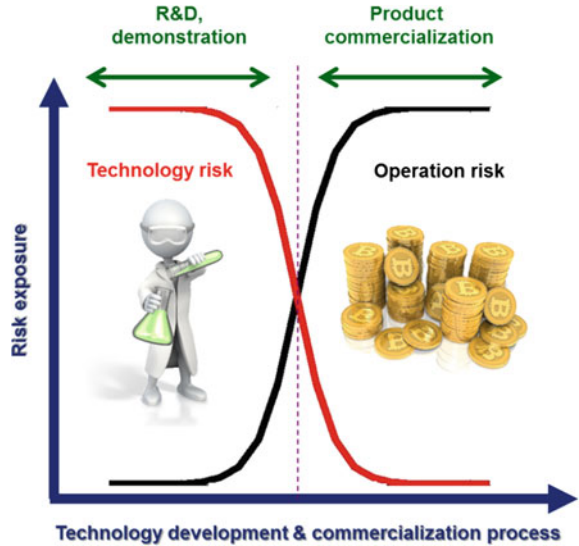 R&D,
demonstration
Product
commercialization
Technology risk
Operation risk
Risk exposure
Technology development & commercialization process